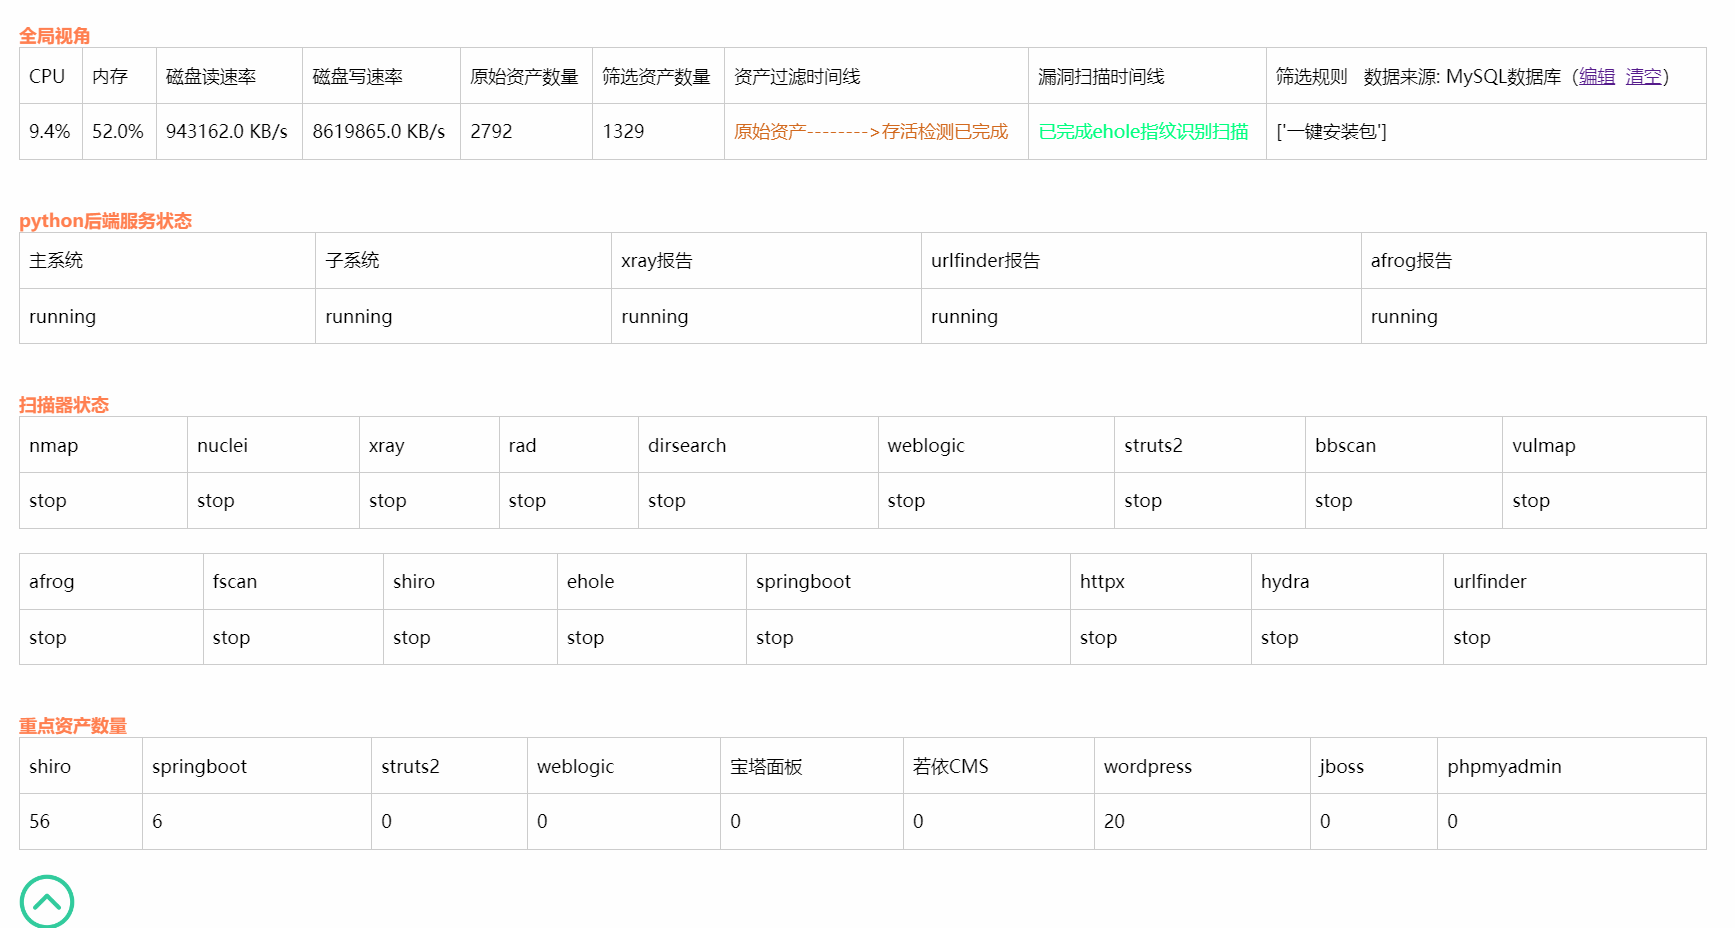 全局视角
CPU 内存 磁盘读速率 磁盘写速率 原始资产数量 筛选资产数量 资产过滤时间线 漏洞扫描时间线 筛选规则 数据来源: MySQL数据库（编辑 清空）
9.4% 52.0% 943162.0 KB/s 8619865.0 KB/s 2792 1329 原始资产-------->存活检测已完成 已完成ehole指纹识别扫描 ['一键安装包']
python后端服务状态
主系统 子系统 xray报告 urlfinder报告 afrog报告
running running running running running
扫描器状态
nmap nuclei xray rad dirsearch weblogic struts2 bbscan vulmap
stop stop stop stop stop stop stop stop stop
afrog fscan shiro ehole springboot httpx hydra urlfinder
stop stop stop stop stop stop stop stop
重点资产数量
shiro springboot struts2 weblogic 宝塔面板 若依CMS wordpress jboss phpmyadmin
56 6 0 0 0 0 20 0 0